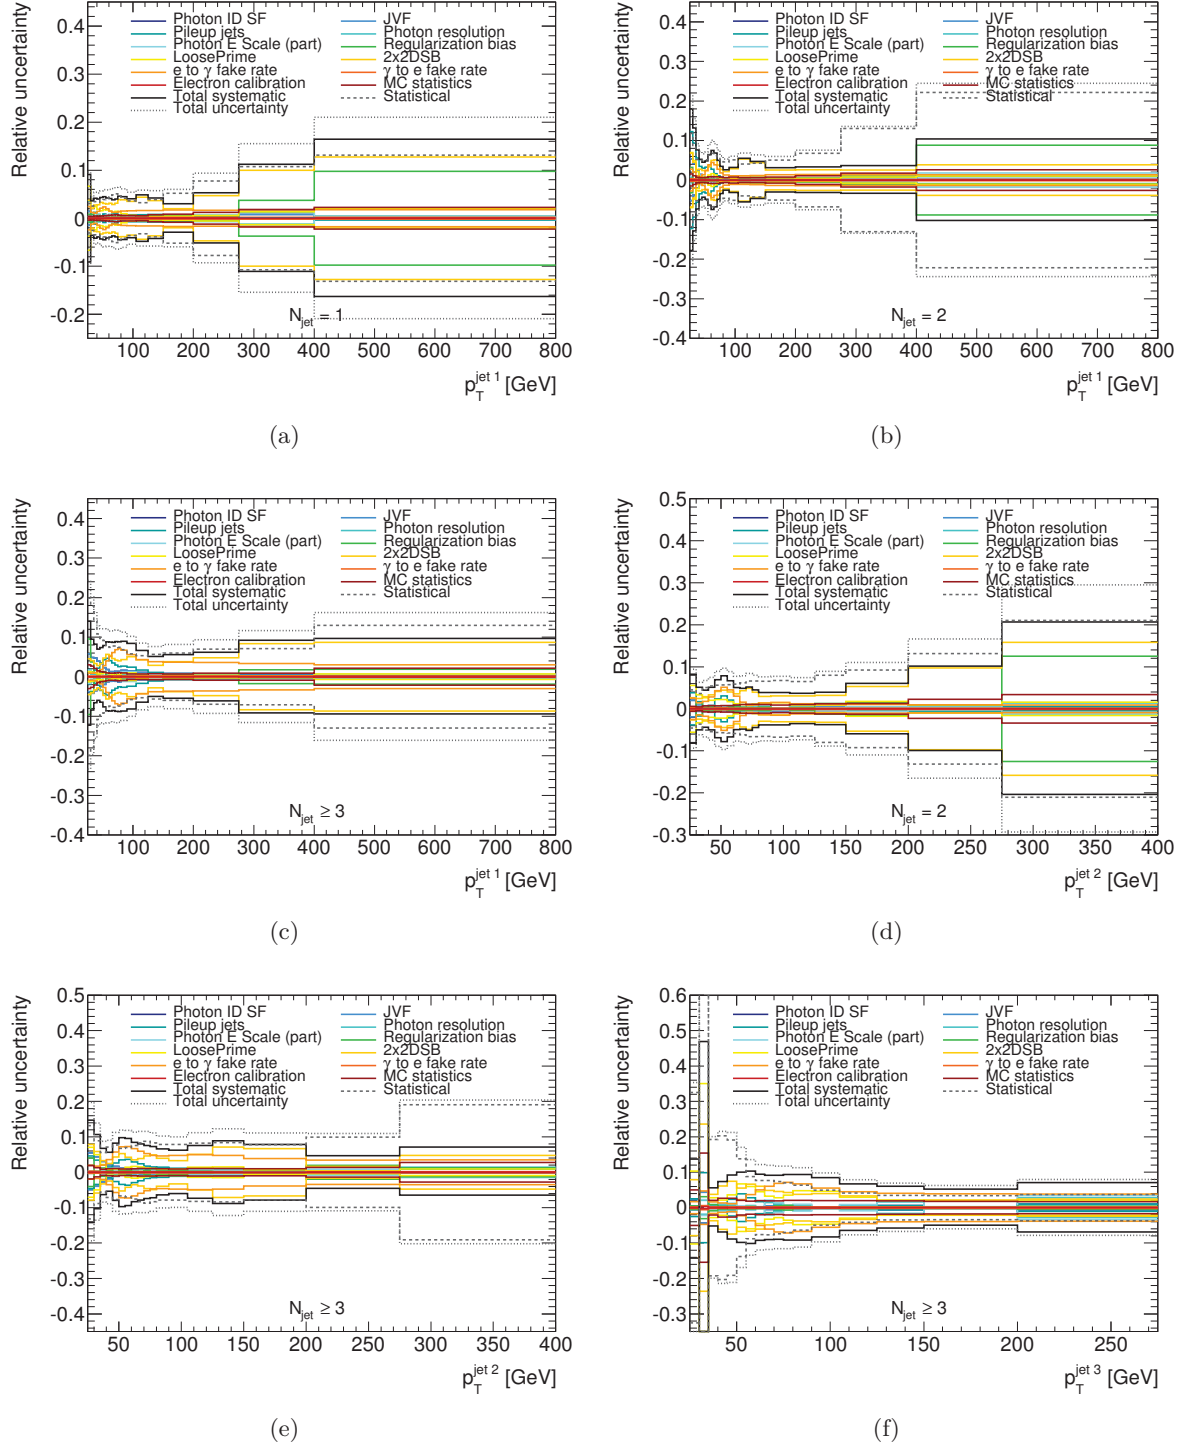 Relative uncertainty
0.4
0.3
0.2
0.1
0
-0.1
-0.2
Photon ID SF
Pileup jets
Photon E Scale (part)
LoosePrime
e to γ fake rate
Electron calibration
Total systematic
Total uncertainty
JVF
Photon resolution
Regularization bias
2x2DSB
γ to e fake rate
MC statistics
Statistical
N_jet = 1
100 200 300 400 500 600 700 800
p_T^jet 1 [GeV]
(a)
Relative uncertainty
0.4
0.3
0.2
0.1
0
-0.1
-0.2
-0.3
-0.4
Photon ID SF
Pileup jets
Photon E Scale (part)
LoosePrime
e to γ fake rate
Electron calibration
Total systematic
Total uncertainty
JVF
Photon resolution
Regularization bias
2x2DSB
γ to e fake rate
MC statistics
Statistical
N_jet = 2
100 200 300 400 500 600 700 800
p_T^jet 1 [GeV]
(b)
Relative uncertainty
0.4
0.3
0.2
0.1
0
-0.1
-0.2
-0.3
-0.4
Photon ID SF
Pileup jets
Photon E Scale (part)
LoosePrime
e to γ fake rate
Electron calibration
Total systematic
Total uncertainty
JVF
Photon resolution
Regularization bias
2x2DSB
γ to e fake rate
MC statistics
Statistical
N_jet ≥ 3
100 200 300 400 500 600 700 800
p_T^jet 1 [GeV]
(c)
Relative uncertainty
0.5
0.4
0.3
0.2
0.1
0
-0.1
-0.2
-0.3
Photon ID SF
Pileup jets
Photon E Scale (part)
LoosePrime
e to γ fake rate
Electron calibration
Total systematic
Total uncertainty
JVF
Photon resolution
Regularization bias
2x2DSB
γ to e fake rate
MC statistics
Statistical
N_jet = 2
50 100 150 200 250 300 350 400
p_T^jet 2 [GeV]
(d)
Relative uncertainty
0.5
0.4
0.3
0.2
0.1
0
-0.1
-0.2
-0.3
-0.4
Photon ID SF
Pileup jets
Photon E Scale (part)
LoosePrime
e to γ fake rate
Electron calibration
Total systematic
Total uncertainty
JVF
Photon resolution
Regularization bias
2x2DSB
γ to e fake rate
MC statistics
Statistical
N_jet ≥ 3
50 100 150 200 250 300 350 400
p_T^jet 2 [GeV]
(e)
Relative uncertainty
0.6
0.5
0.4
0.3
0.2
0.1
0
-0.1
-0.2
-0.3
Photon ID SF
Pileup jets
Photon E Scale (part)
LoosePrime
e to γ fake rate
Electron calibration
Total systematic
Total uncertainty
JVF
Photon resolution
Regularization bias
2x2DSB
γ to e fake rate
MC statistics
Statistical
N_jet ≥ 3
50 100 150 200 250
p_T^jet 3 [GeV]
(f)